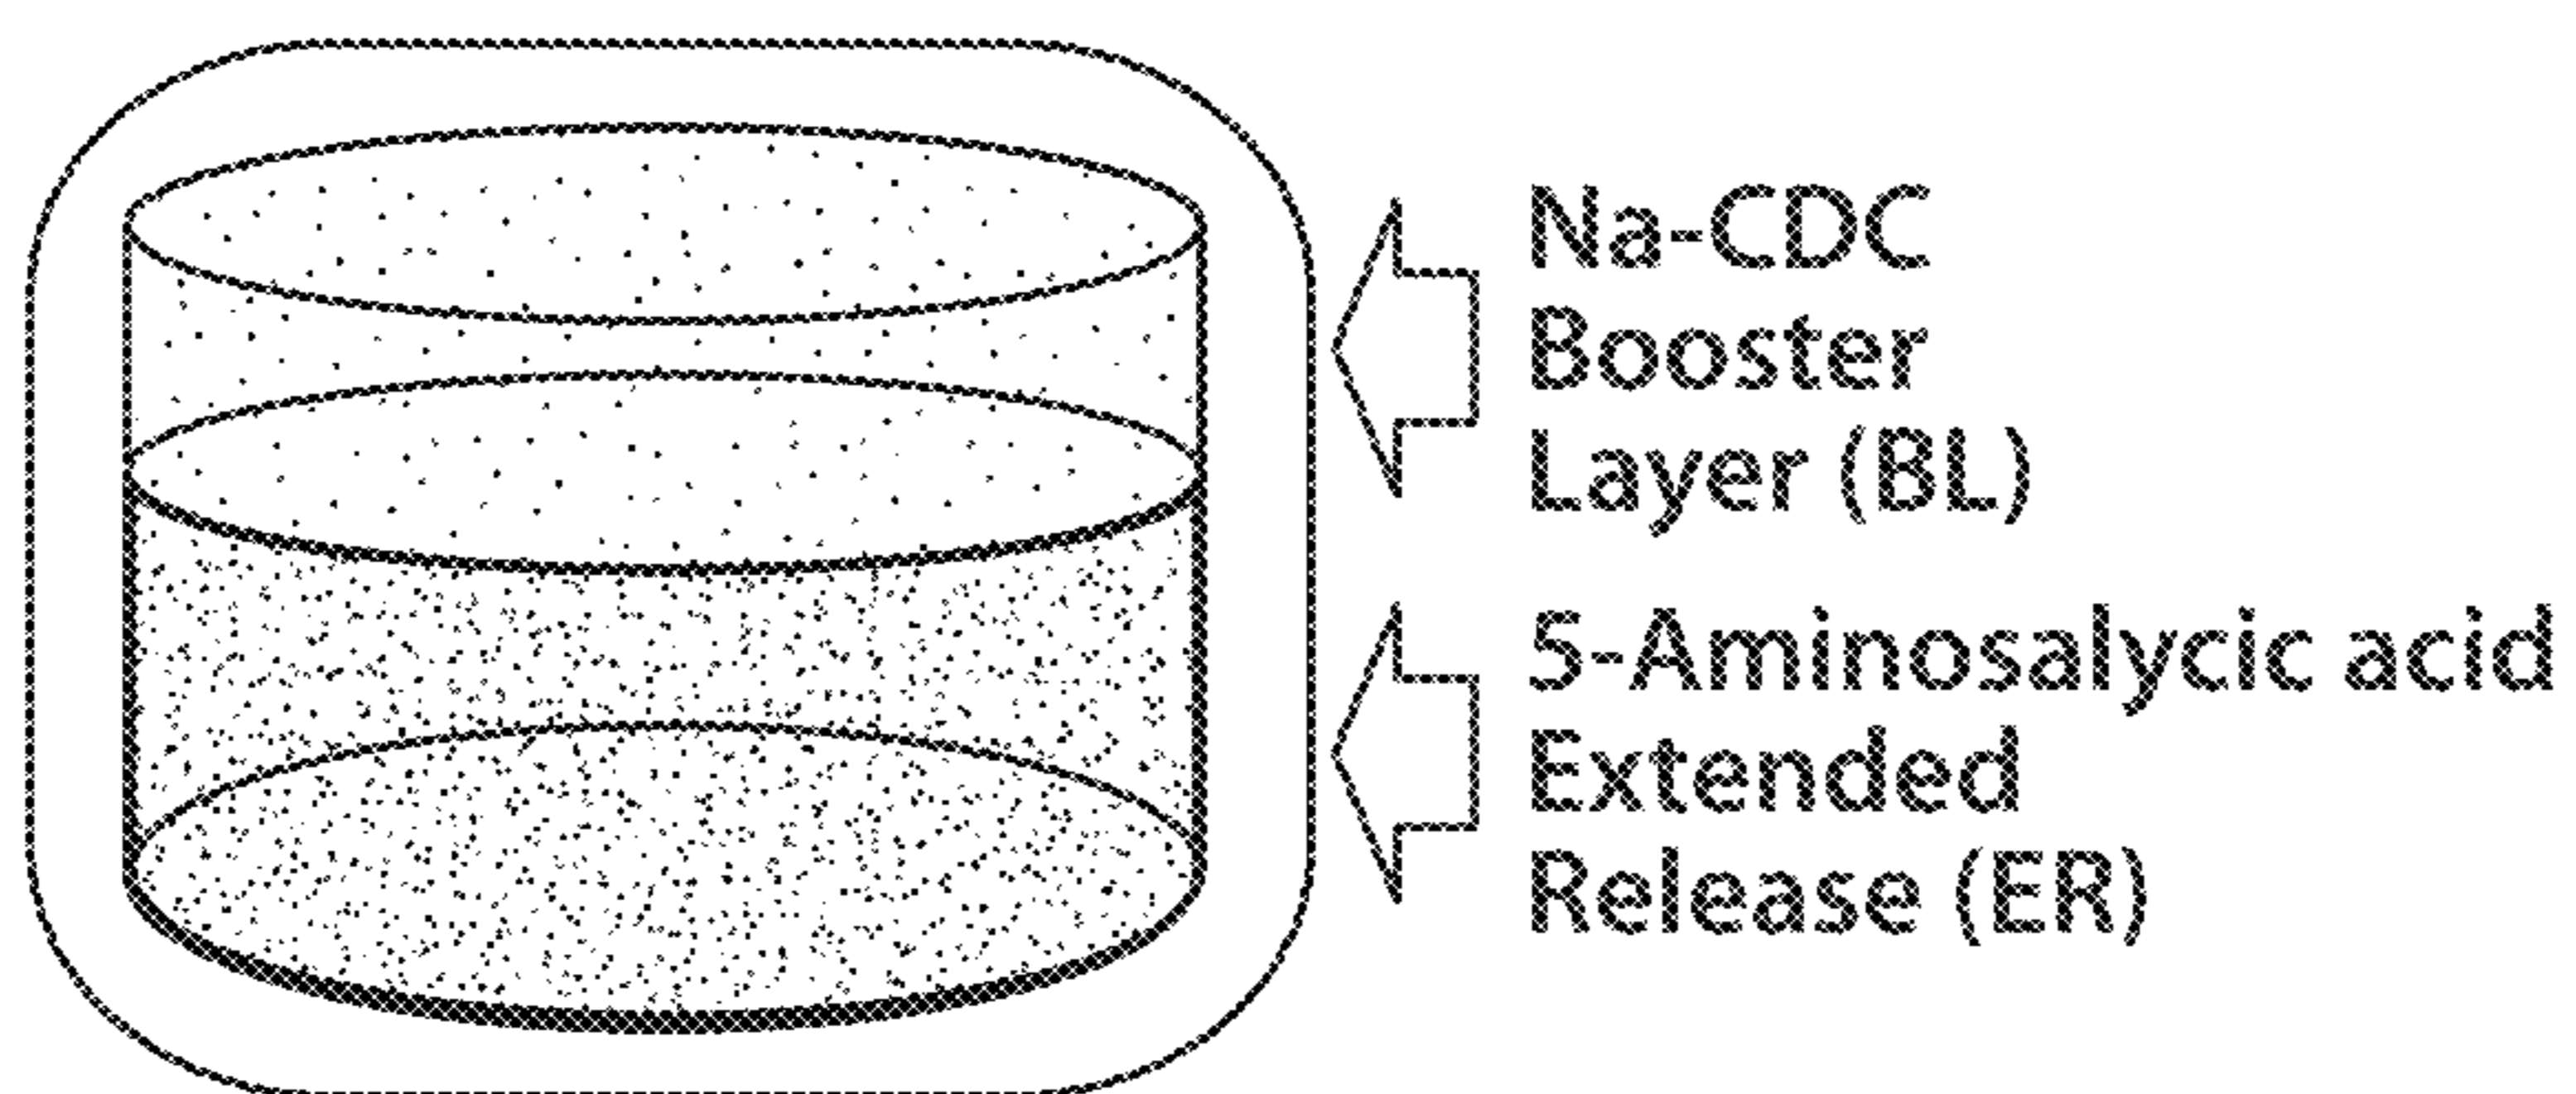 Na-CDC
Booster
Layer (BL)
5-Aminosalycic acid
Extended
Release (ER)